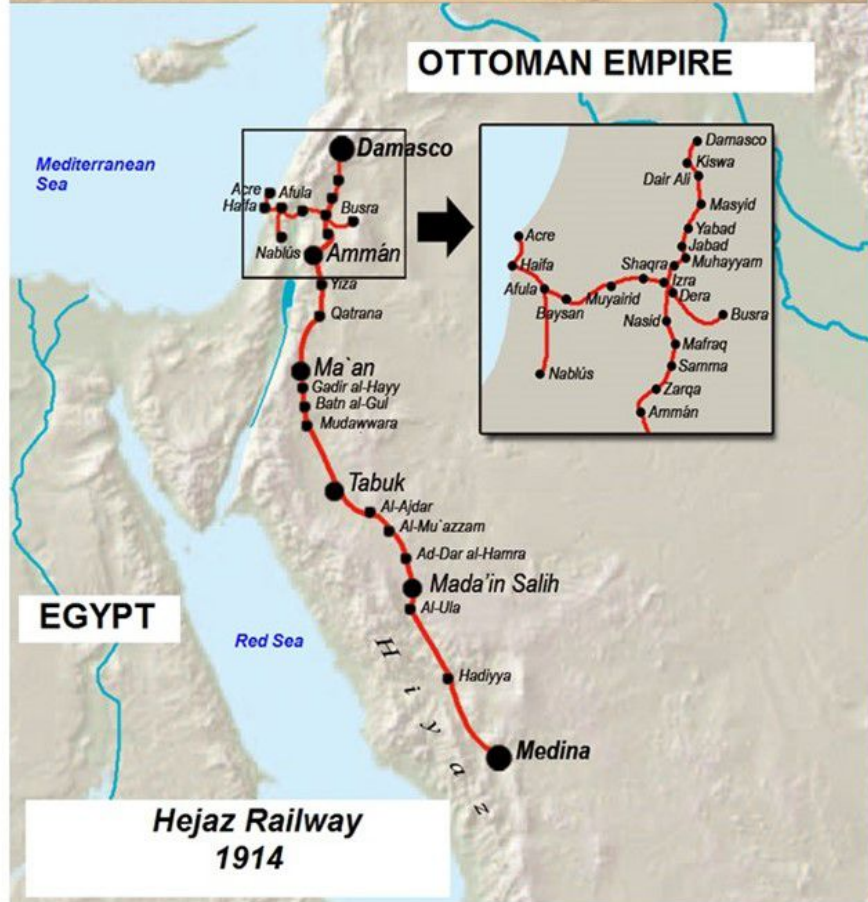 OTTOMAN EMPIRE
Mediterranean
Sea
Damasco
Acre
Afula
Haifa
Busra
Nablús
Ammán
Yiza
Qatrana
Ma`an
Gadir al-Hayy
Batn al-Gul
Mudawwara
Tabuk
Al-Ajdar
Al-Mu`azzam
Ad-Dar al-Hamra
Mada'in Salih
Al-Ula
Hadiyya
Medina
EGYPT
Red Sea
Hiyaz
Hejaz Railway
1914
Damasco
Kiswa
Dair Ali
Masyid
Yabad
Jabad
Muhayyam
Shaqra
Izra
Dera
Acre
Haifa
Afula
Baysan
Muyairid
Nasid
Busra
Mafraq
Samma
Zarqa
Nablús
Ammán